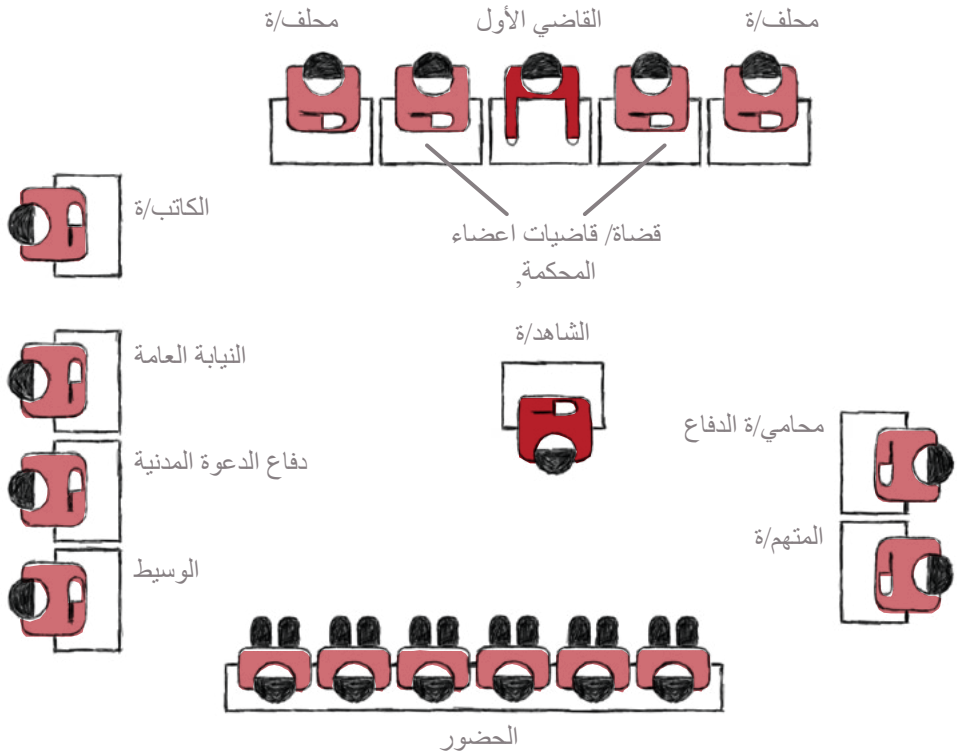 محلف/ة
القاضي الأول
محلف/ة
الكاتب/ة
قضاة/ قاضيات اعضاء
المحكمة,
الشاهد/ة
النيابة العامة
محامي/ة الدفاع
دفاع الدعوة المدنية
المتهم/ة
الوسيط
الحضور